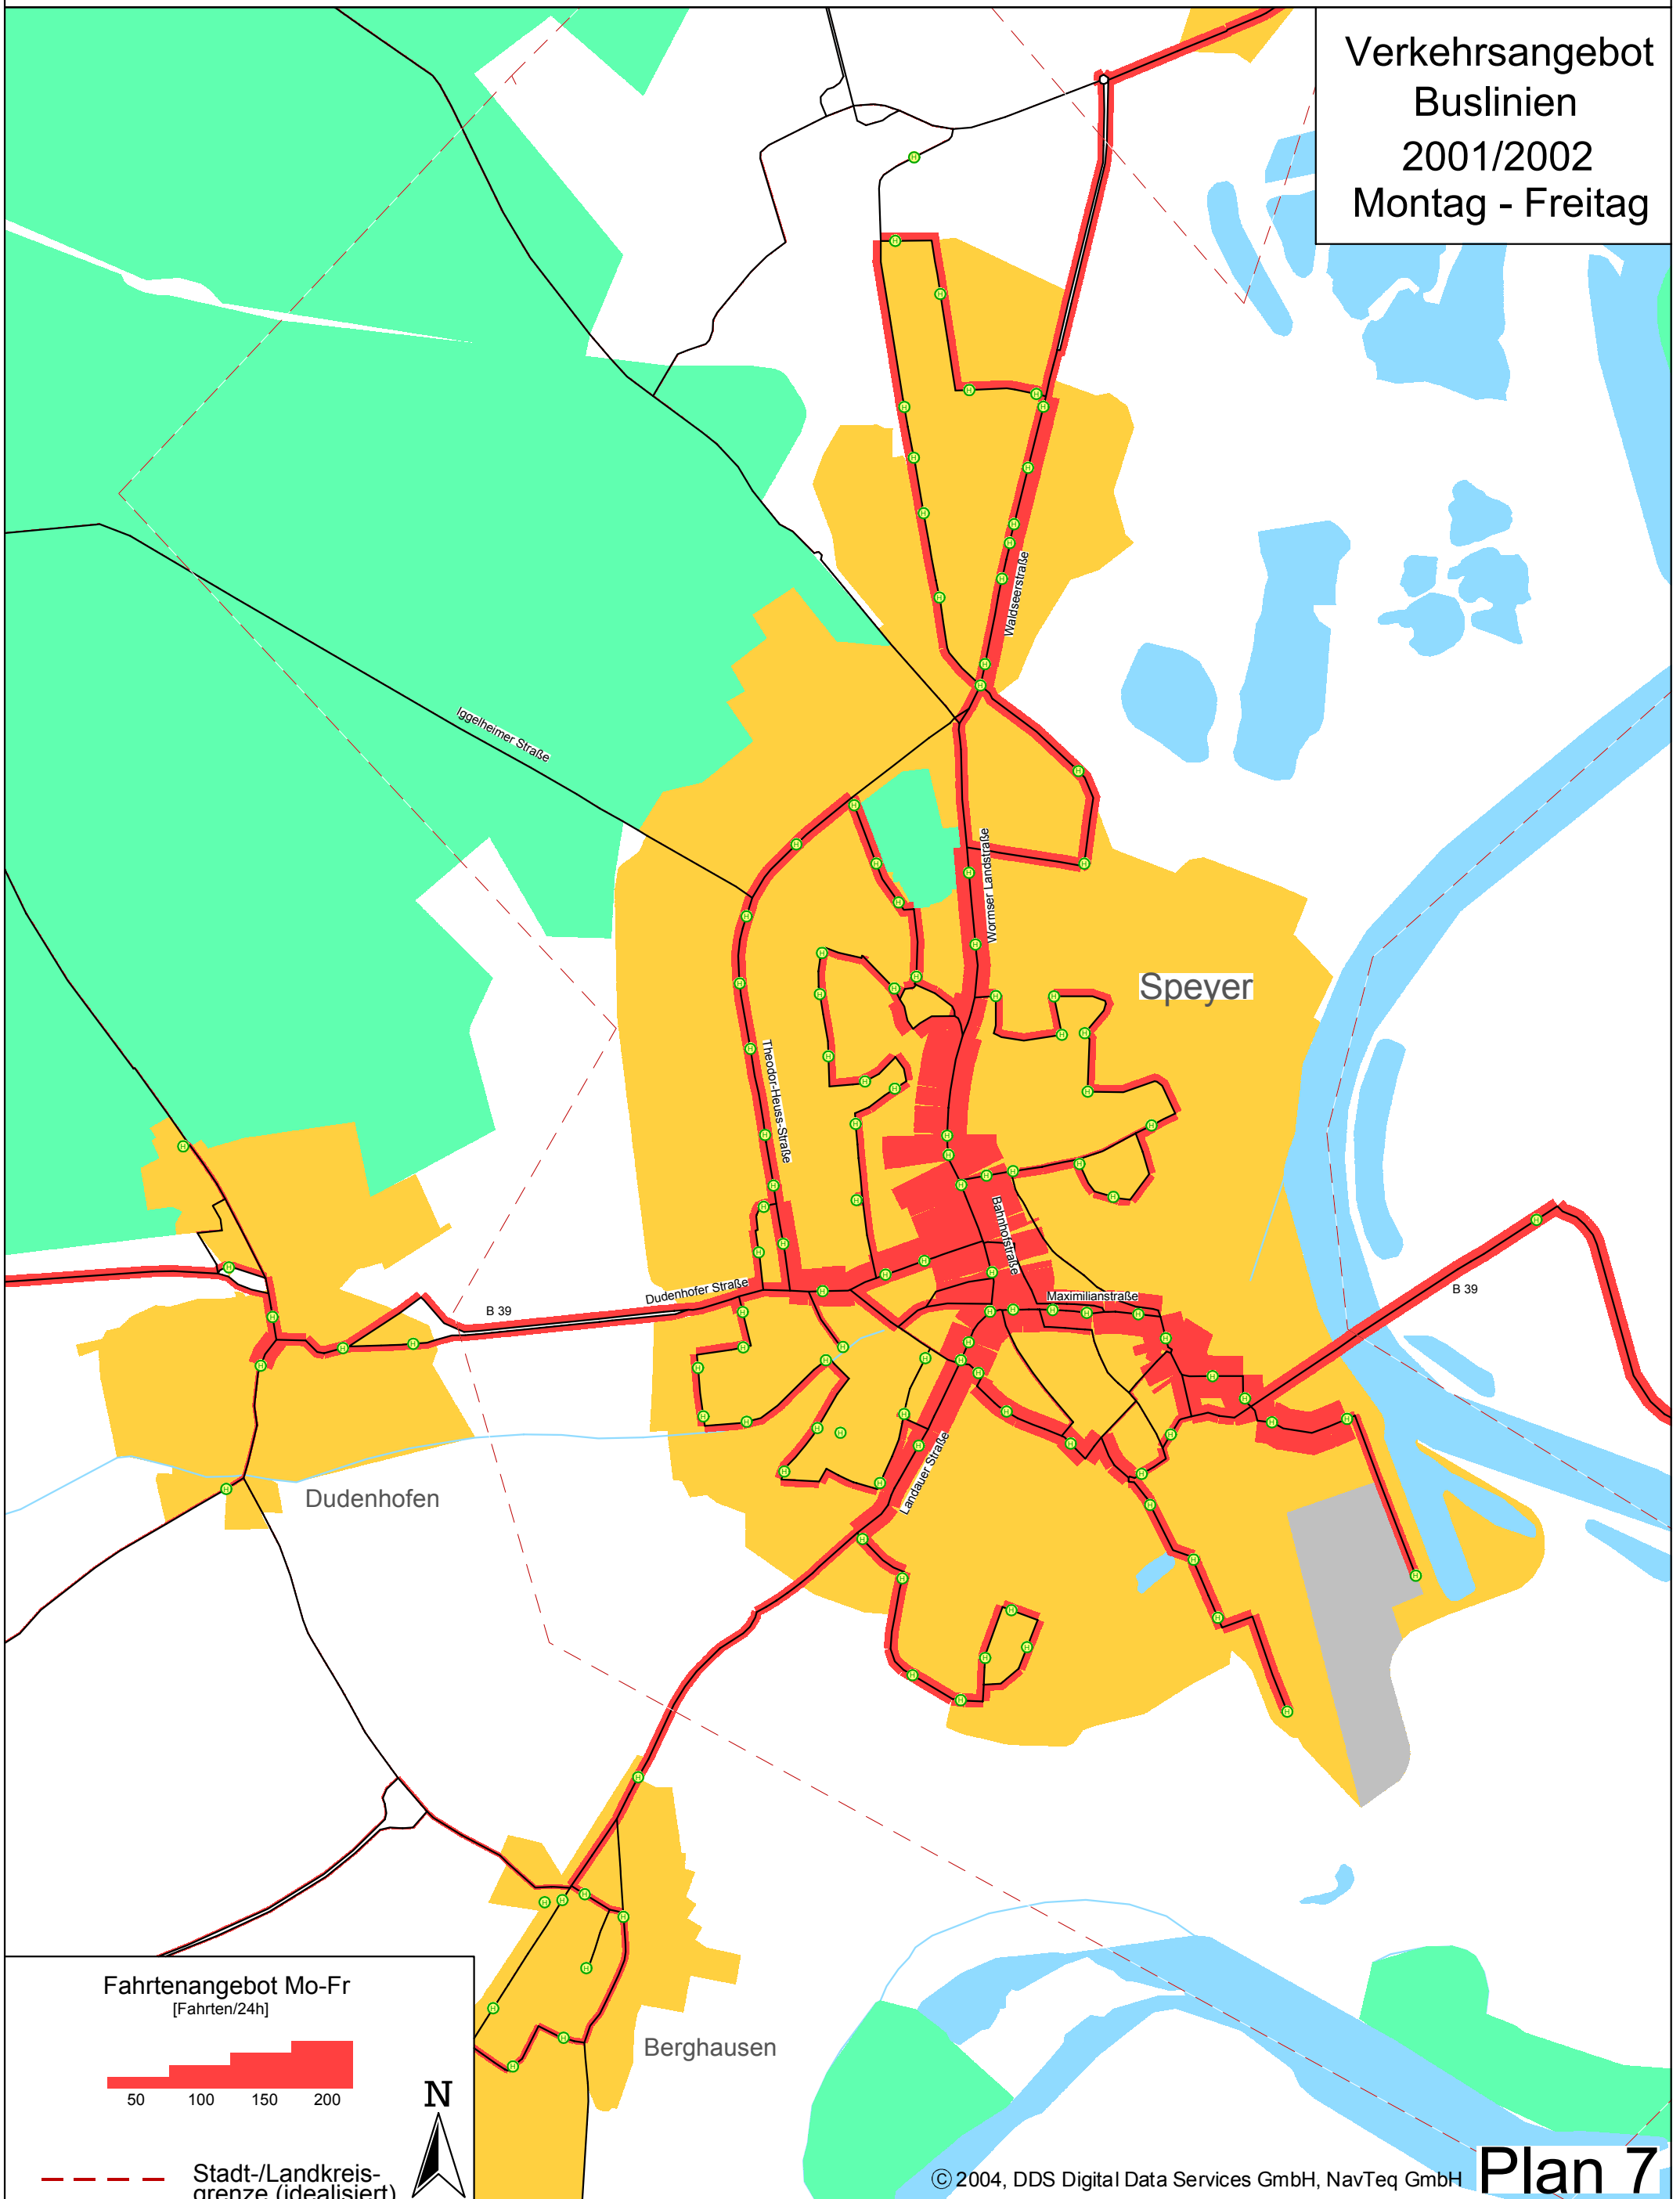 Verkehrsangebot
Buslinien
2001/2002
Montag - Freitag
Waldseerstraße
Iggelheimer Straße
Wormser Landstraße
Speyer
Theodor-Heuss-Straße
Bahnhofstraße
Dudenhofer Straße
B 39
Maximilianstraße
B 39
Landauer Straße
Dudenhofen
Berghausen
Fahrtenangebot Mo-Fr
[Fahrten/24h]
50 100 150 200
N
Stadt-/Landkreis-
grenze (idealisiert)
© 2004, DDS Digital Data Services GmbH, NavTeq GmbH
Plan 7